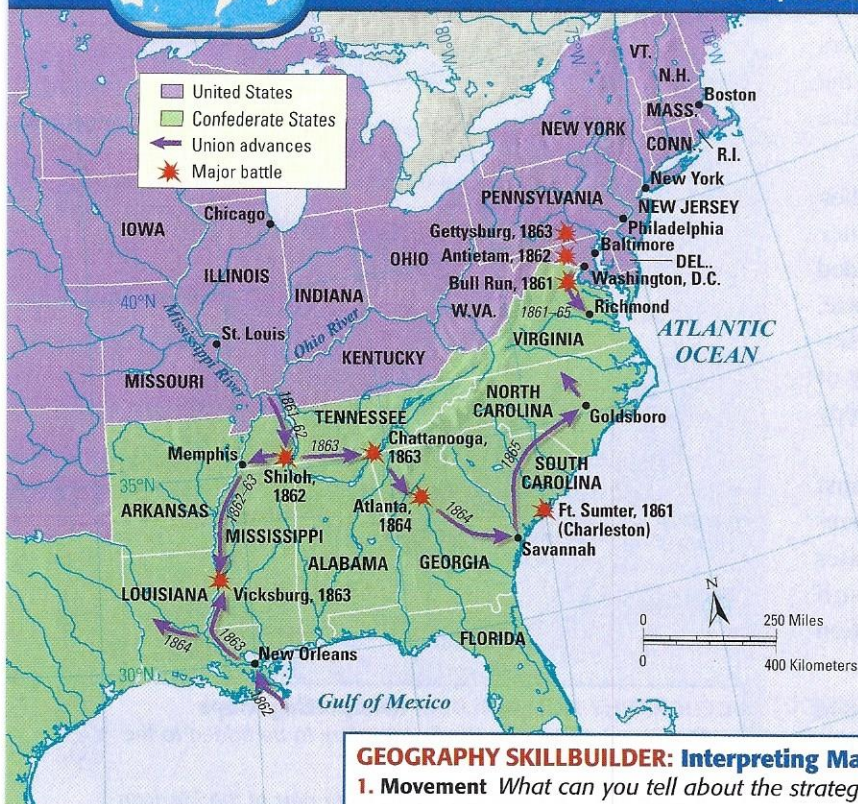 85°W
80°W
75°W
70°W
United States
Confederate States
Union advances
Major battle
VT.
N.H.
Boston
MASS.
NEW YORK
CONN.
R.I.
New York
PENNSYLVANIA
NEW JERSEY
Philadelphia
Gettysburg, 1863
Baltimore
Antietam, 1862
DEL..
Washington, D.C.
Bull Run, 1861
IOWA
Chicago
OHIO
ILLINOIS
INDIANA
W.VA.
1861–65
Richmond
40°N
Mississippi River
St. Louis
Ohio River
VIRGINIA
ATLANTIC
OCEAN
KENTUCKY
MISSOURI
1861–62
TENNESSEE
NORTH
CAROLINA
Goldsboro
Memphis
1863
Chattanooga,
1863
Shiloh,
1862
1865
SOUTH
CAROLINA
35°N
1862–63
ARKANSAS
Atlanta,
1864
Ft. Sumter, 1861
(Charleston)
1864
MISSISSIPPI
Savannah
ALABAMA
GEORGIA
LOUISIANA
Vicksburg, 1863
N
0
250 Miles
0
400 Kilometers
1864
1863
FLORIDA
New Orleans
30°N
1862
Gulf of Mexico
GEOGRAPHY SKILLBUILDER: Interpreting Ma
1. Movement What can you tell about the strateg